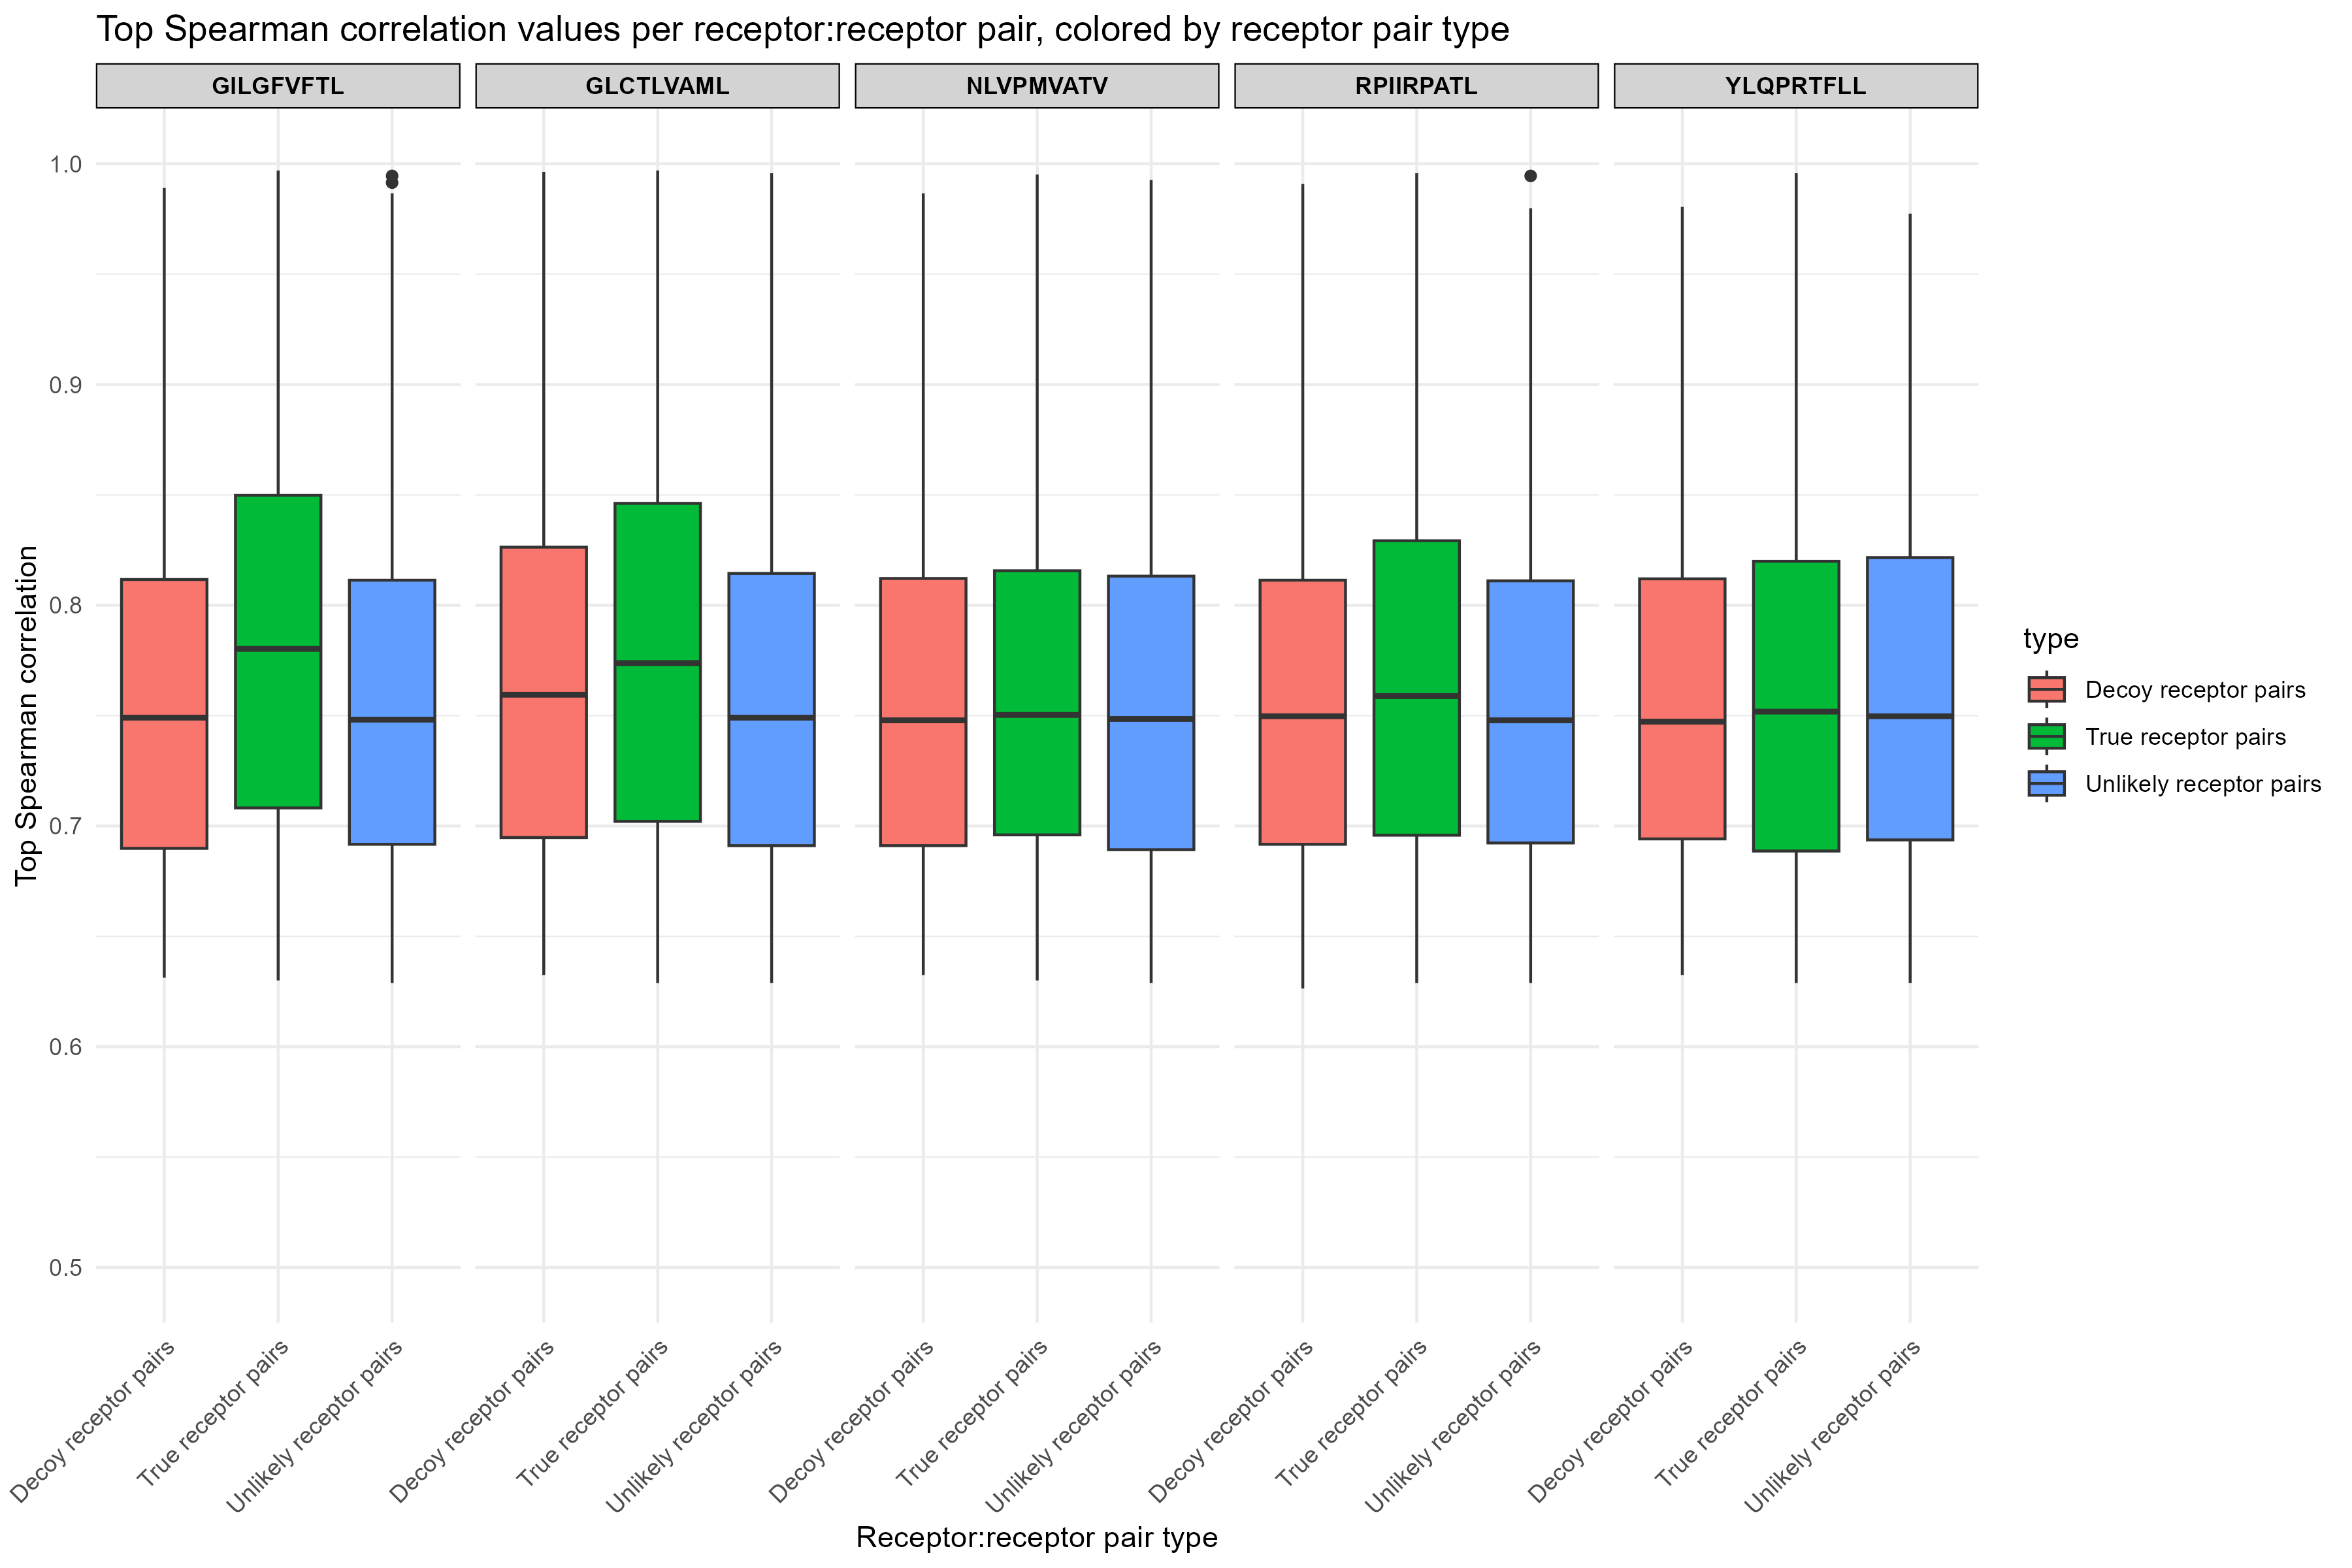 Top Spearman correlation values per receptor:receptor pair, colored by receptor pair type
GILGFVFTL
GLCTLVAML
NLVPMVATV
RPIIRPATL
YLQPRTFLL
Top Spearman correlation
1.0
0.9
0.8
0.7
0.6
0.5
Decoy receptor pairs
True receptor pairs
Unlikely receptor pairs
Decoy receptor pairs
True receptor pairs
Unlikely receptor pairs
Decoy receptor pairs
True receptor pairs
Unlikely receptor pairs
Decoy receptor pairs
True receptor pairs
Unlikely receptor pairs
Decoy receptor pairs
True receptor pairs
Unlikely receptor pairs
Receptor:receptor pair type
type
Decoy receptor pairs
True receptor pairs
Unlikely receptor pairs